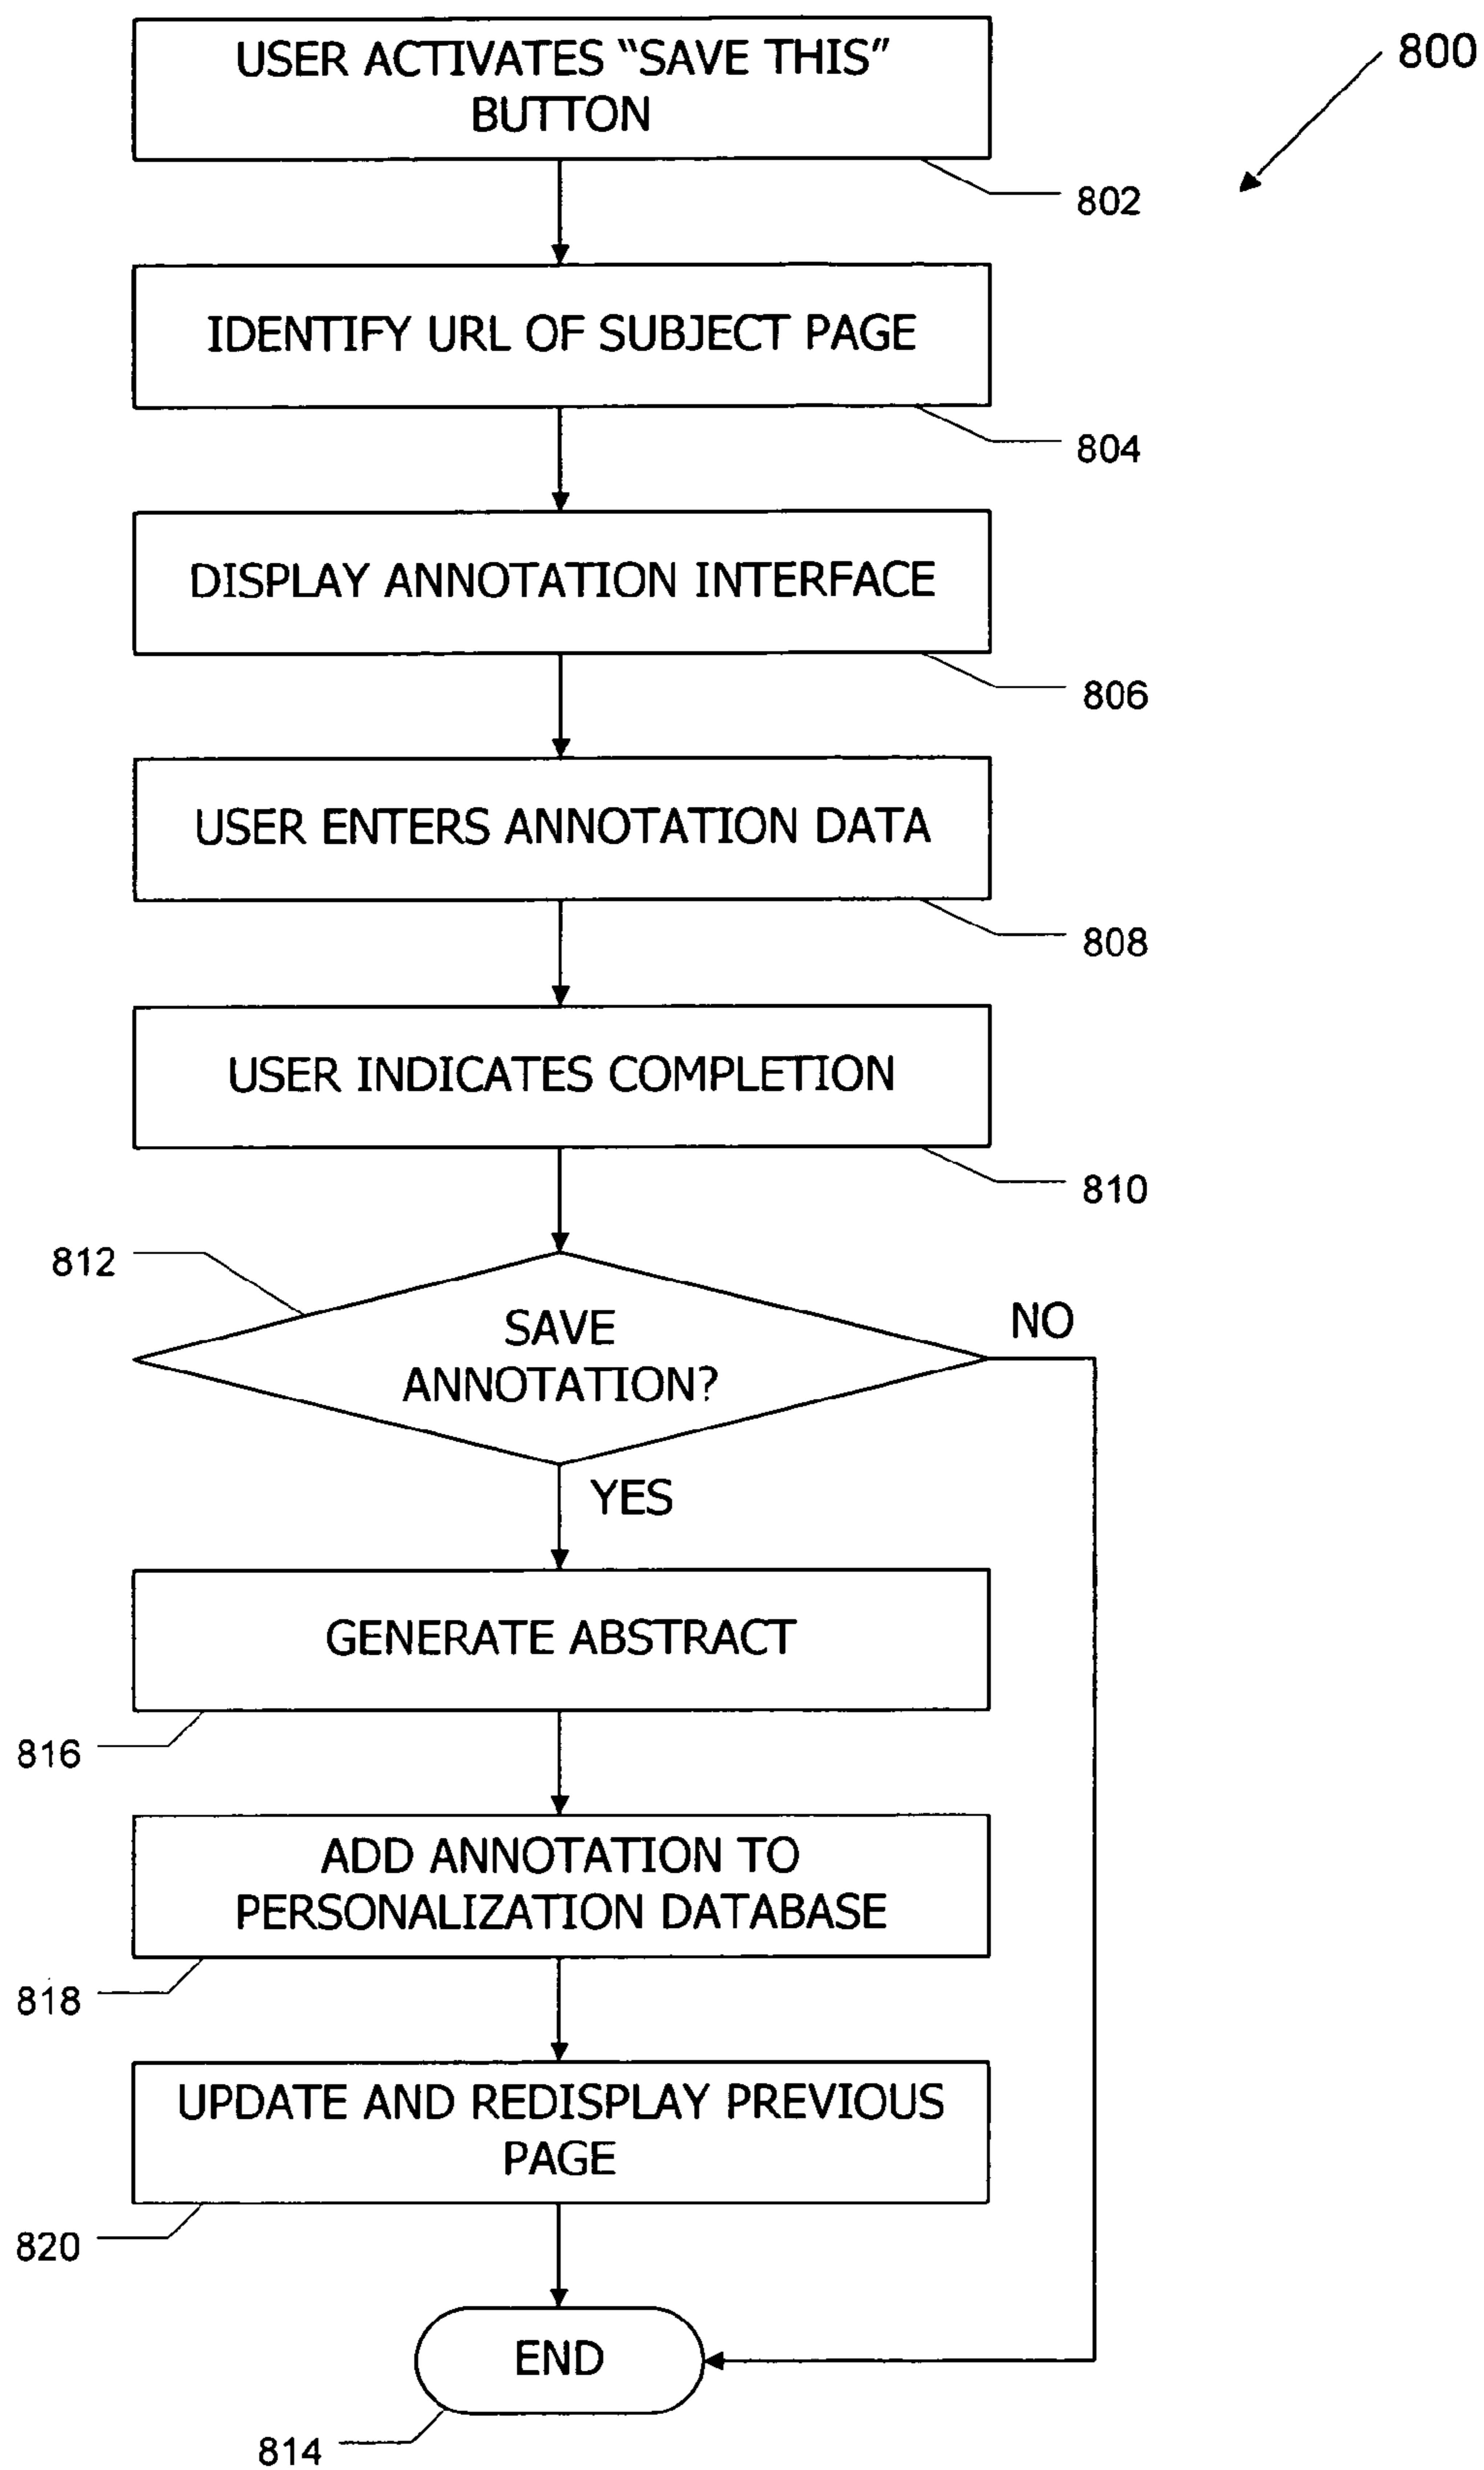 800
USER ACTIVATES “SAVE THIS”
BUTTON
802
IDENTIFY URL OF SUBJECT PAGE
804
DISPLAY ANNOTATION INTERFACE
806
USER ENTERS ANNOTATION DATA
808
USER INDICATES COMPLETION
810
812
SAVE
ANNOTATION?
NO
YES
GENERATE ABSTRACT
816
ADD ANNOTATION TO
PERSONALIZATION DATABASE
818
UPDATE AND REDISPLAY PREVIOUS
PAGE
820
END
814